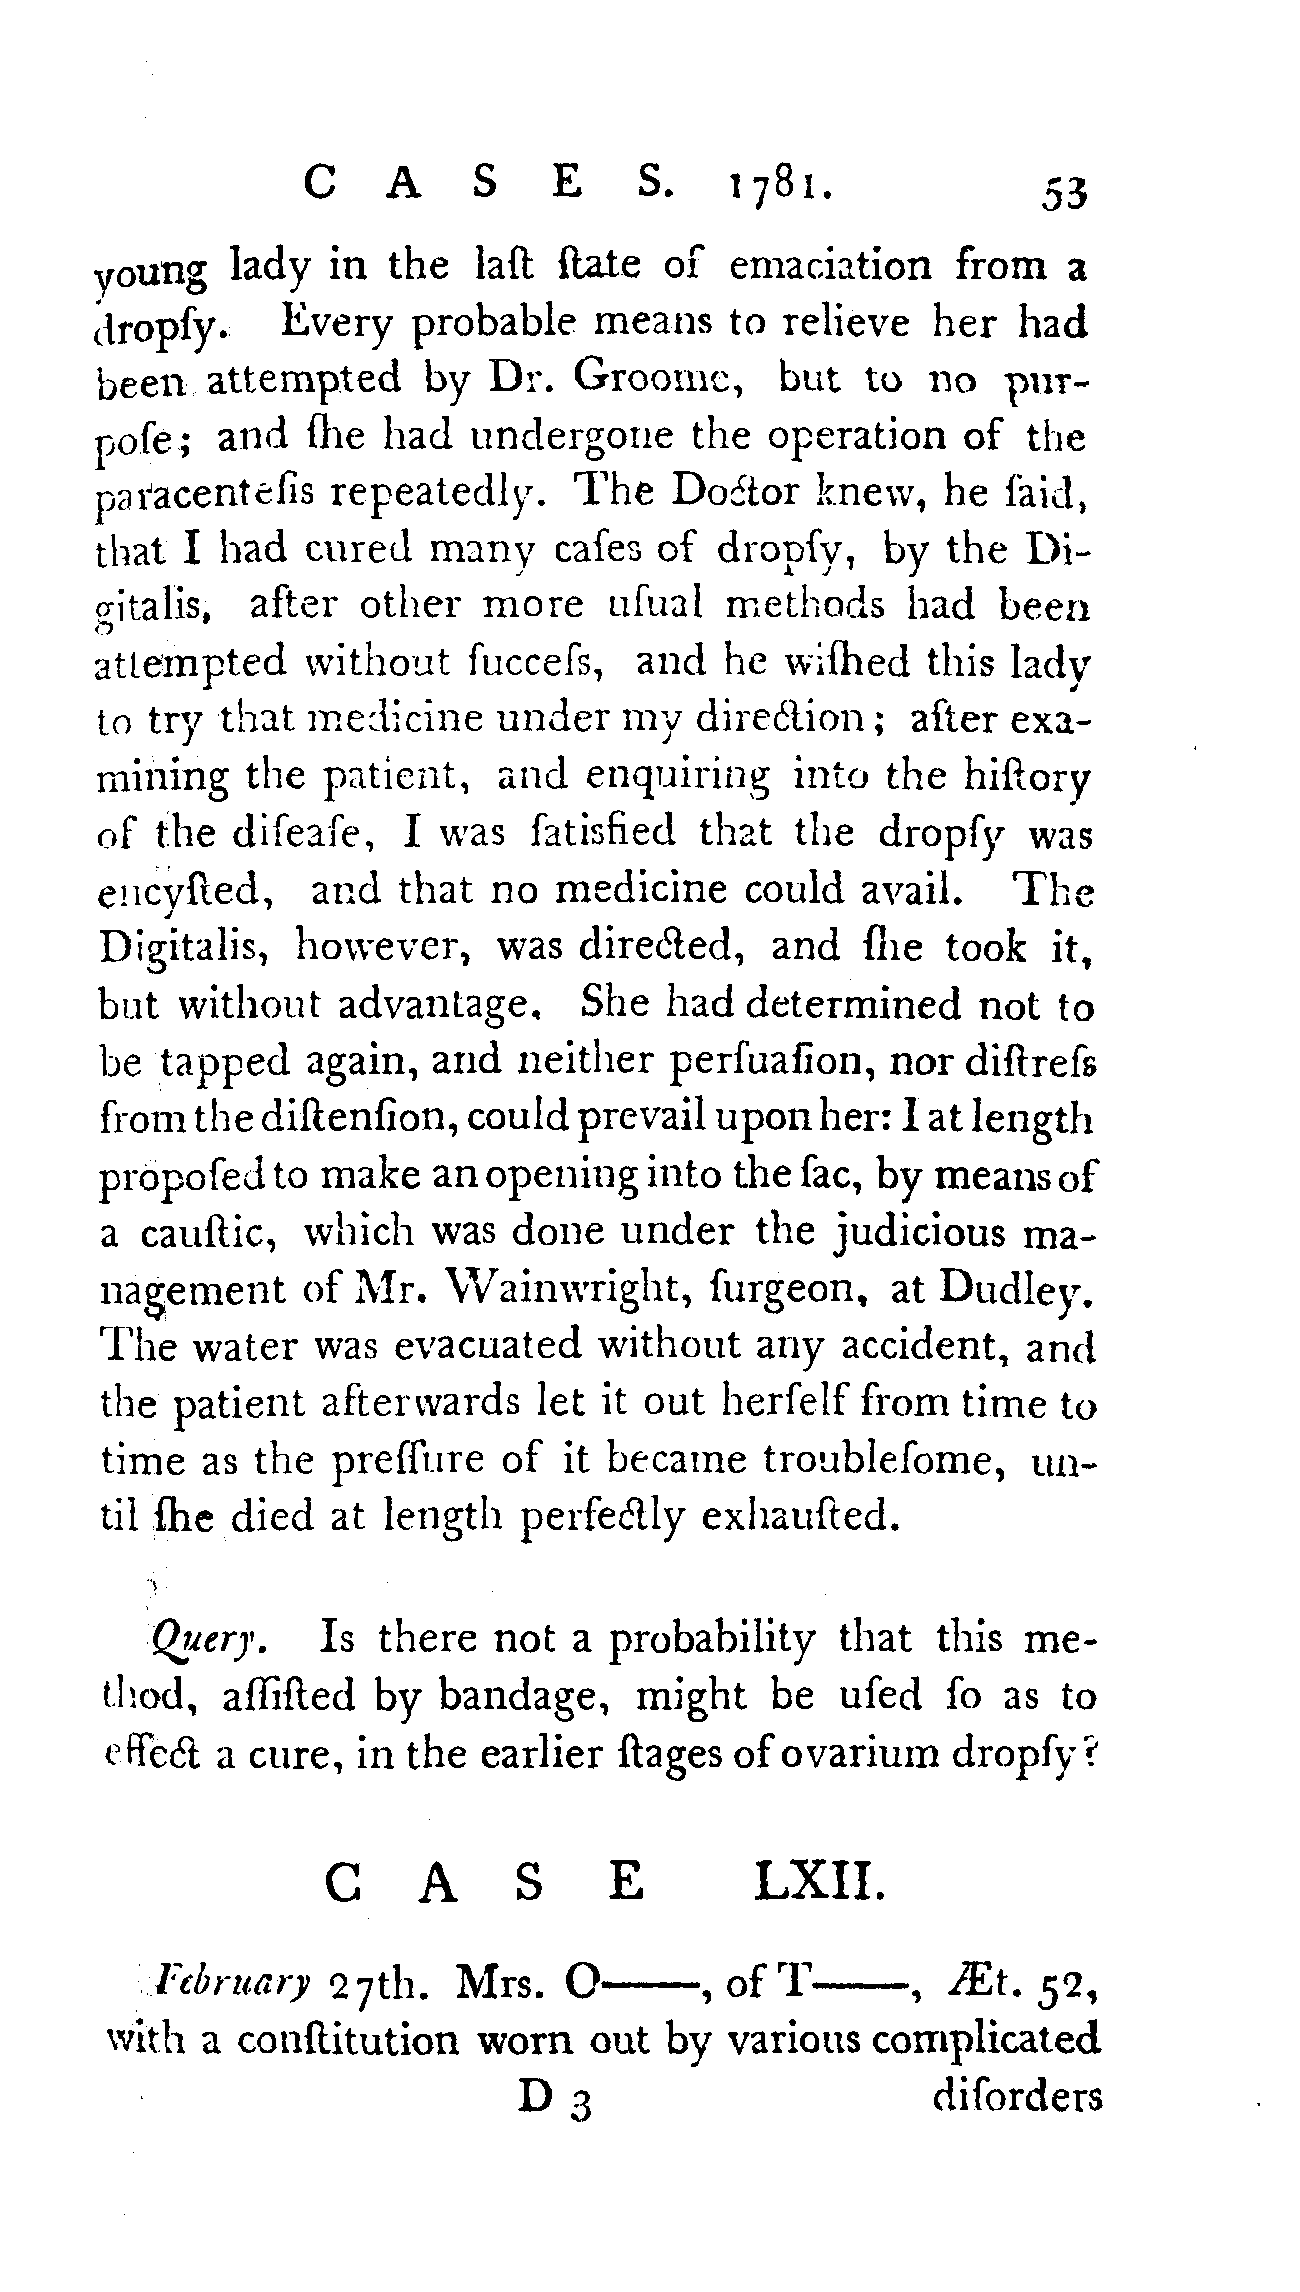 C A S E S. 1781. 53
young lady in the laſt ſtate of emaciation from a
dropſy. Every probable means to relieve her had
been attempted by Dr. Groome, but to no pur-
poſe; and ſhe had undergone the operation of the
paracenteſis repeatedly. The Doctor knew, he ſaid,
that I had cured many caſes of dropſy, by the Di-
gitalis, after other more uſual methods had been
attempted without ſucceſs, and he wiſhed this lady
to try that medicine under my direction; after exa-
mining the patient, and enquiring into the hiſtory
of the diſeaſe, I was ſatisfied that the dropſy was
encyſted, and that no medicine could avail. The
Digitalis, however, was directed, and ſhe took it,
but without advantage. She had determined not to
be tapped again, and neither perſuaſion, nor diſtreſs
from the diſtenſion, could prevail upon her: I at length
propoſed to make an opening into the ſac, by means of
a cauſtic, which was done under the judicious ma-
nagement of Mr. Wainwright, ſurgeon, at Dudley.
The water was evacuated without any accident, and
the patient afterwards let it out herſelf from time to
time as the preſſure of it became troubleſome, un-
til ſhe died at length perfectly exhauſted.
Query. Is there not a probability that this me-
thod, aſſiſted by bandage, might be uſed ſo as to
effect a cure, in the earlier ſtages of ovarium dropſy?
C A S E LXII.
February 27th. Mrs. O——, of T——, Æt. 52,
with a conſtitution worn out by various complicated
D 3 diſorders